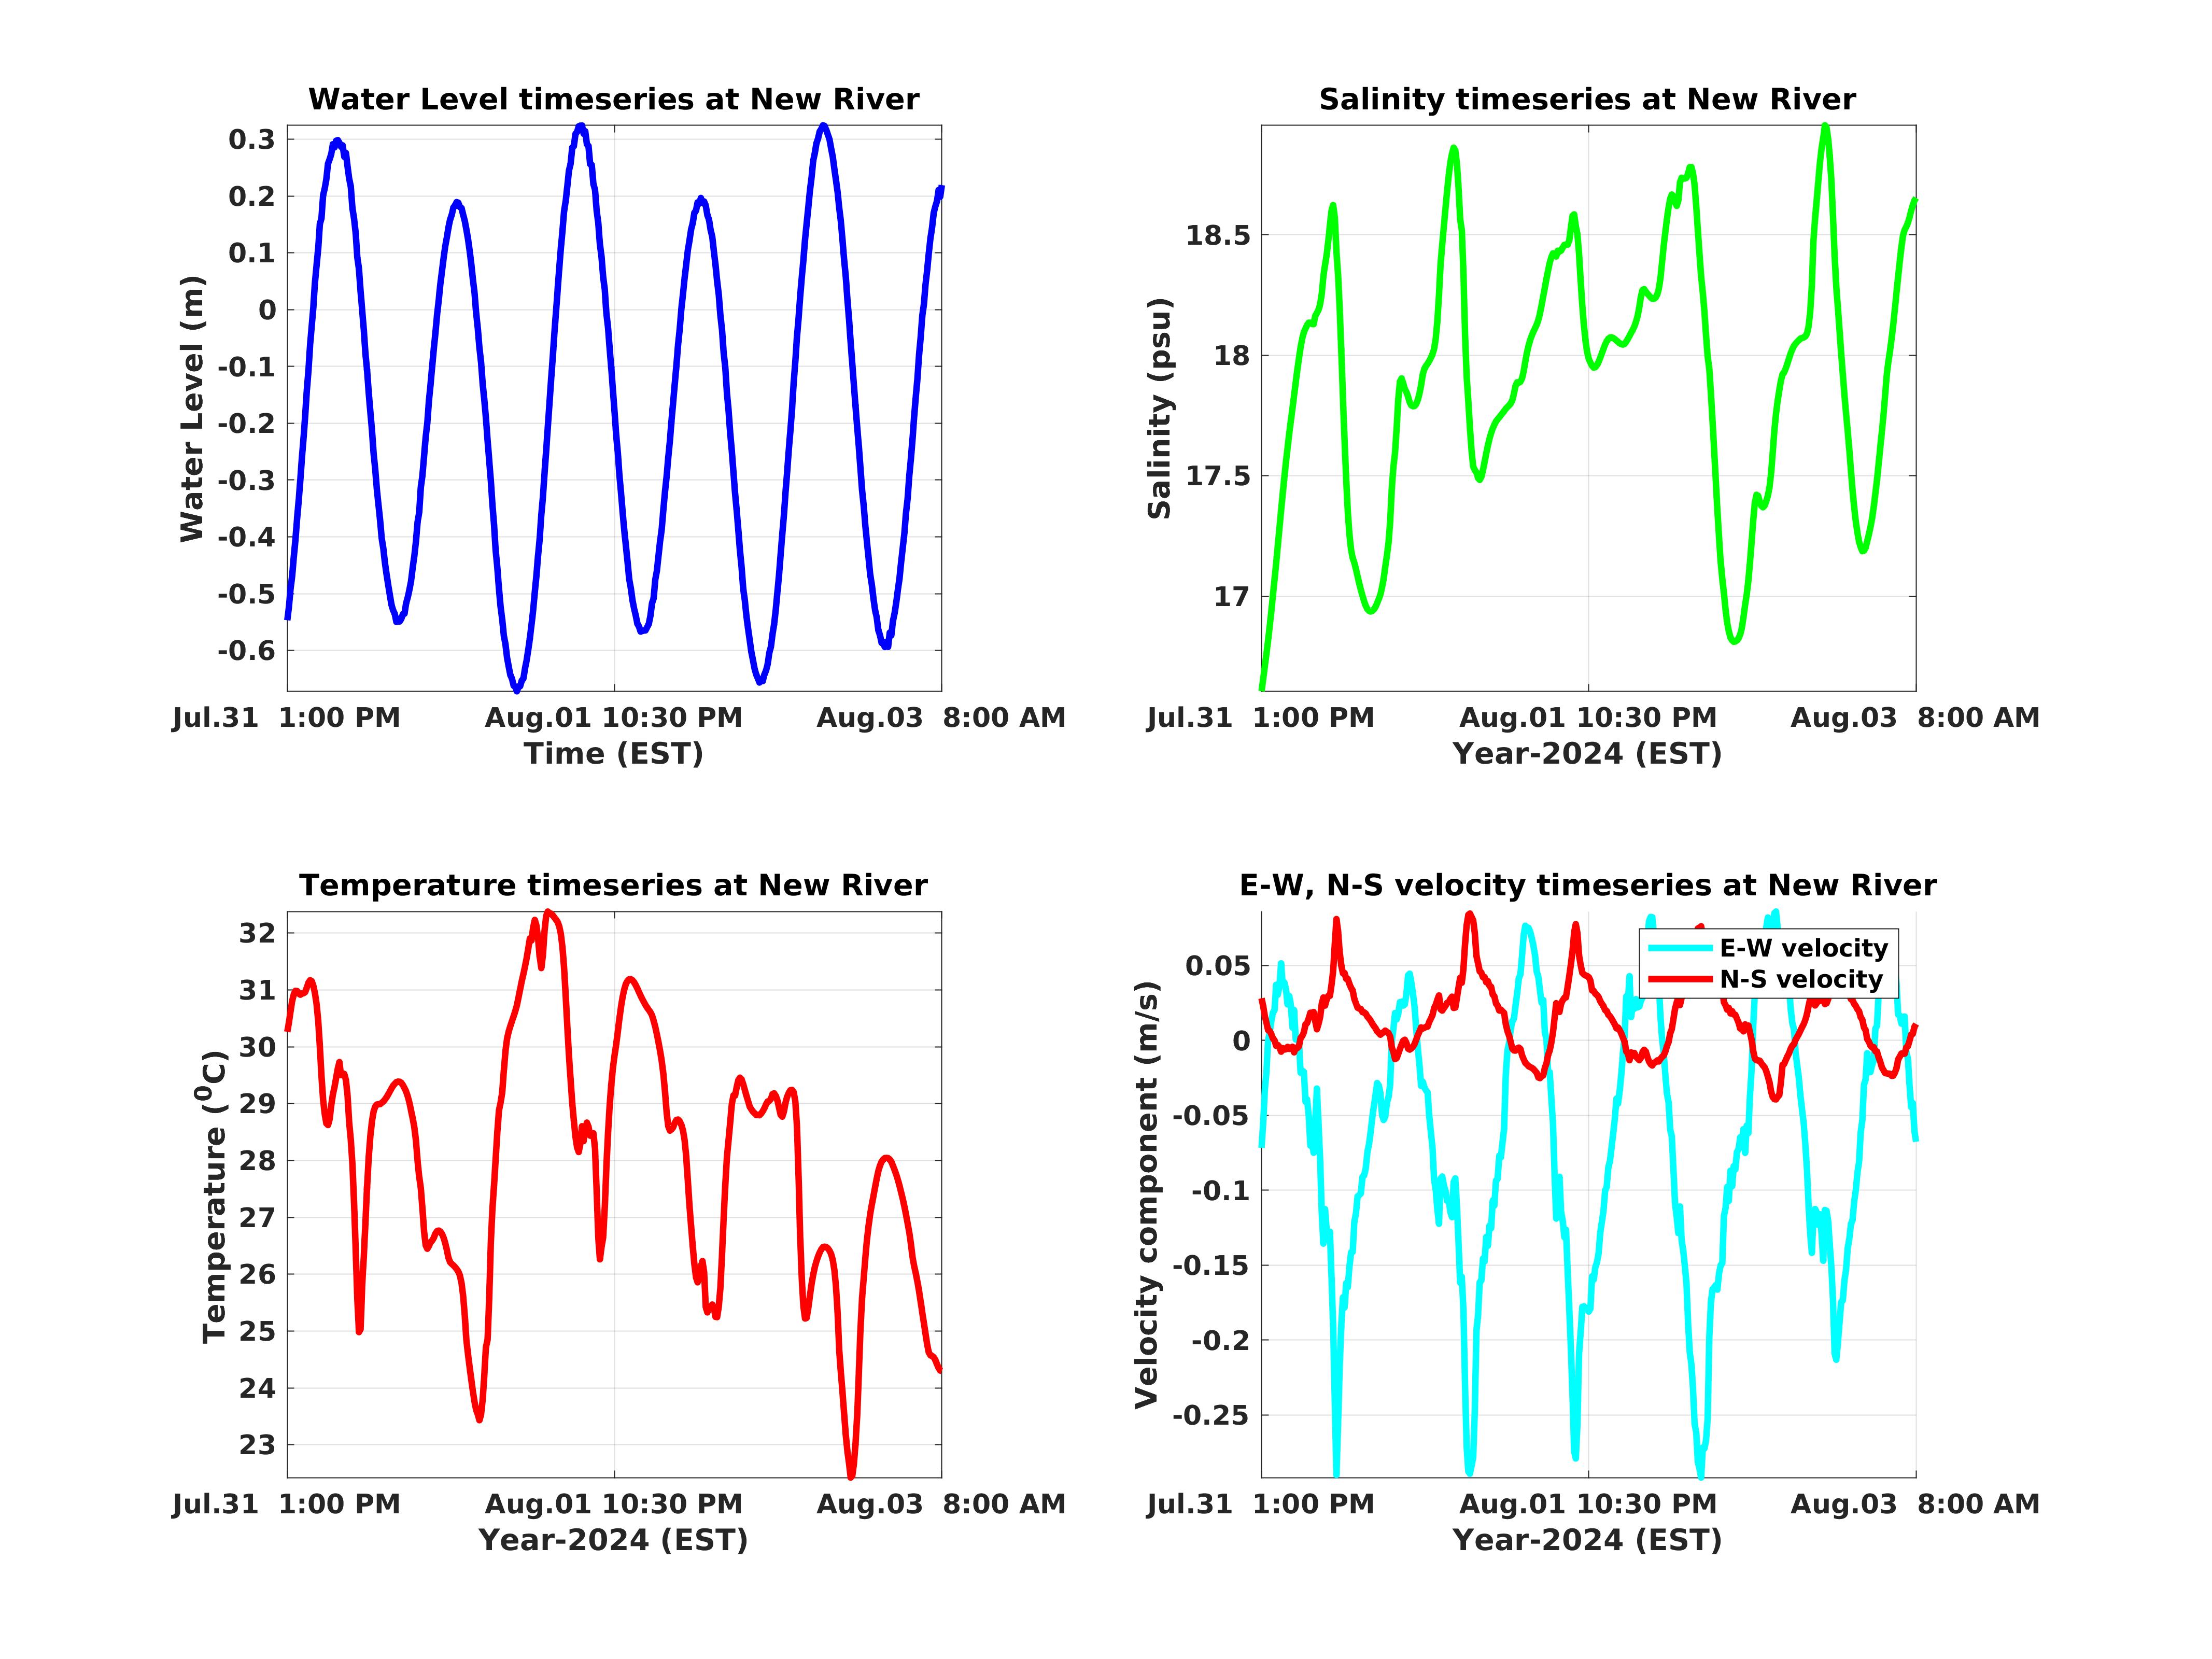 Water Level timeseries at New River
Water Level (m)
0.3
0.2
0.1
0
-0.1
-0.2
-0.3
-0.4
-0.5
-0.6
Jul.31 1:00 PM
Aug.01 10:30 PM
Aug.03 8:00 AM
Time (EST)
Salinity timeseries at New River
Salinity (psu)
18.5
18
17.5
17
Jul.31 1:00 PM
Aug.01 10:30 PM
Aug.03 8:00 AM
Year-2024 (EST)
Temperature timeseries at New River
Temperature (⁰C)
32
31
30
29
28
27
26
25
24
23
Jul.31 1:00 PM
Aug.01 10:30 PM
Aug.03 8:00 AM
Year-2024 (EST)
E-W, N-S velocity timeseries at New River
Velocity component (m/s)
0.05
0
-0.05
-0.1
-0.15
-0.2
-0.25
E-W velocity
N-S velocity
Jul.31 1:00 PM
Aug.01 10:30 PM
Aug.03 8:00 AM
Year-2024 (EST)